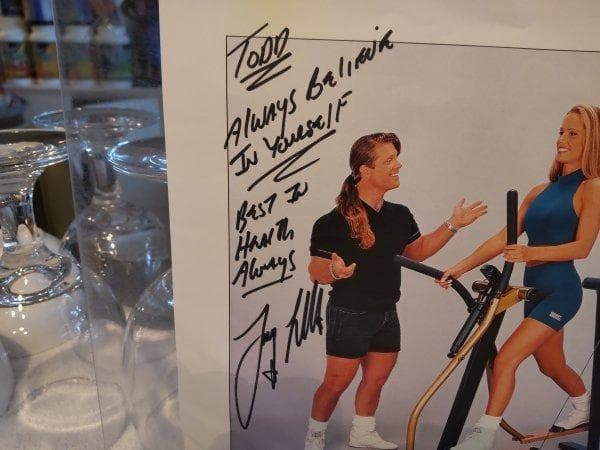 TODD
ALWAYS BELIEVE
IN YOURSELF
BEST IN
HEALTH
ALWAYS